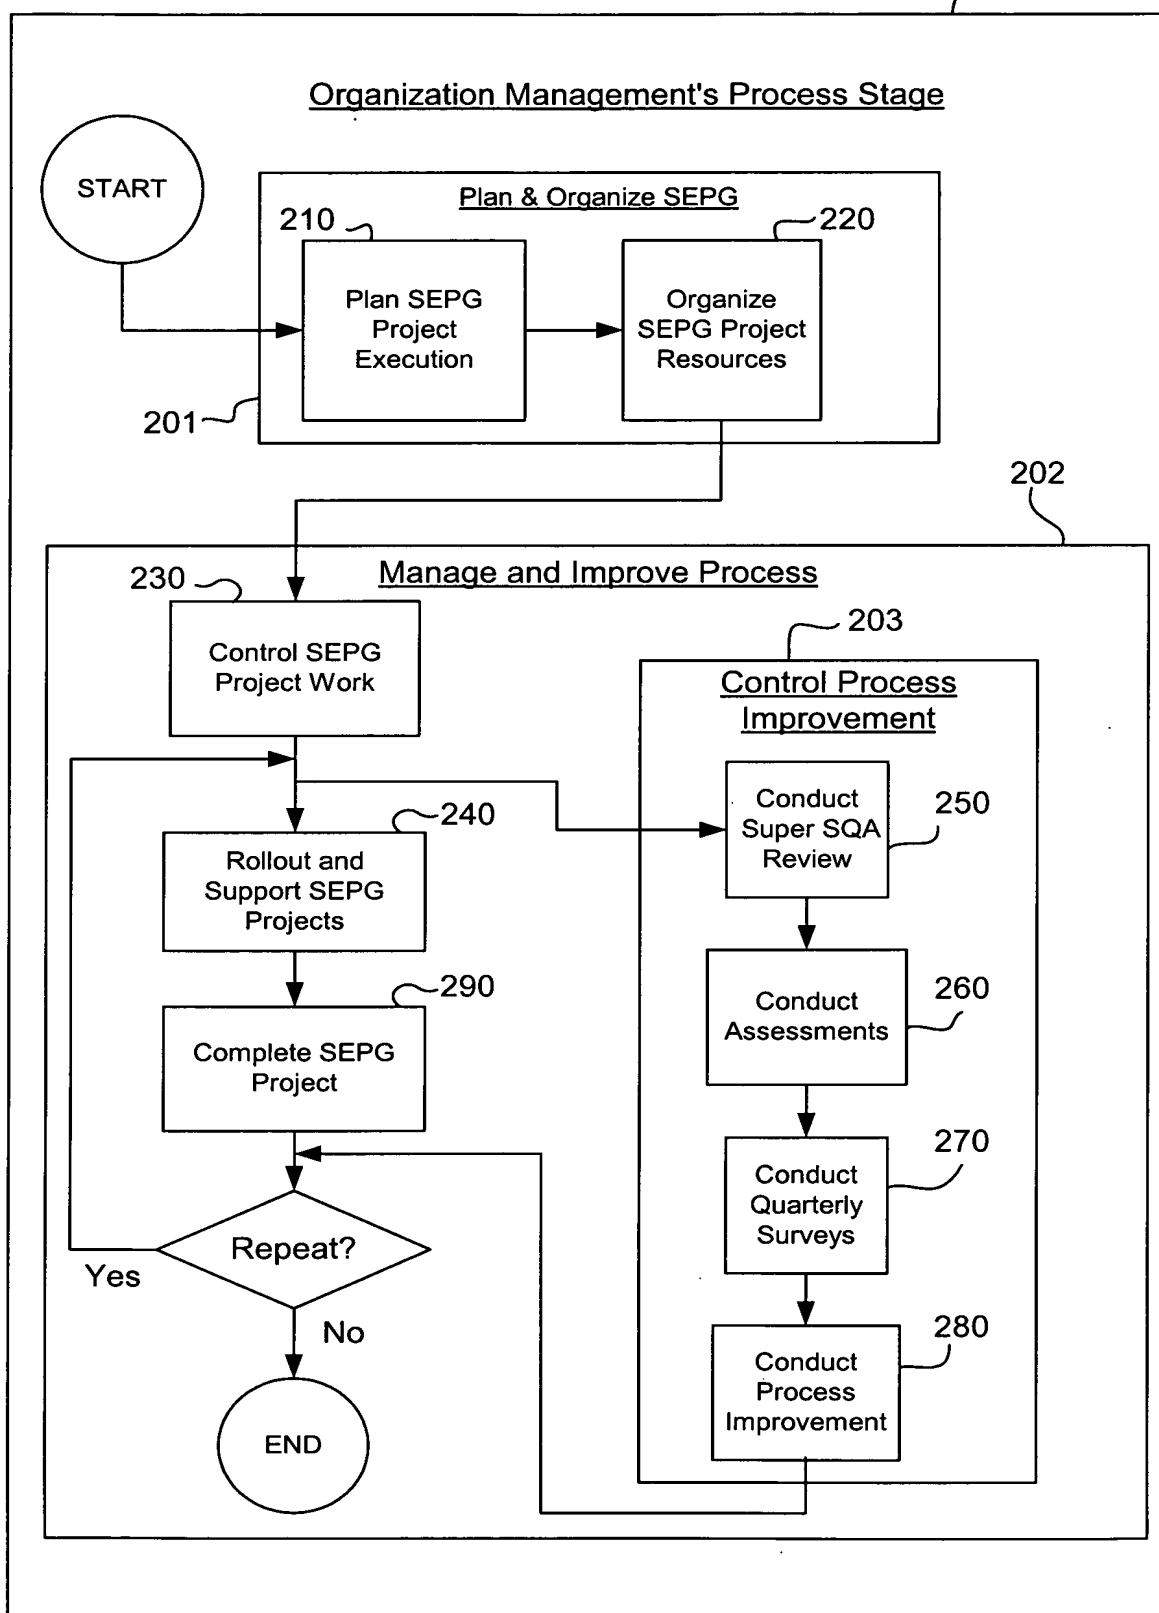 Organization Management's Process Stage
START
Plan & Organize SEPG
210
220
Plan SEPG
Project
Execution
Organize
SEPG Project
Resources
201
202
Manage and Improve Process
230
Control SEPG
Project Work
203
Control Process
Improvement
240
Rollout and
Support SEPG
Projects
250
Conduct
Super SQA
Review
290
Complete SEPG
Project
260
Conduct
Assessments
270
Conduct
Quarterly
Surveys
Repeat?
Yes
No
280
Conduct
Process
Improvement
END